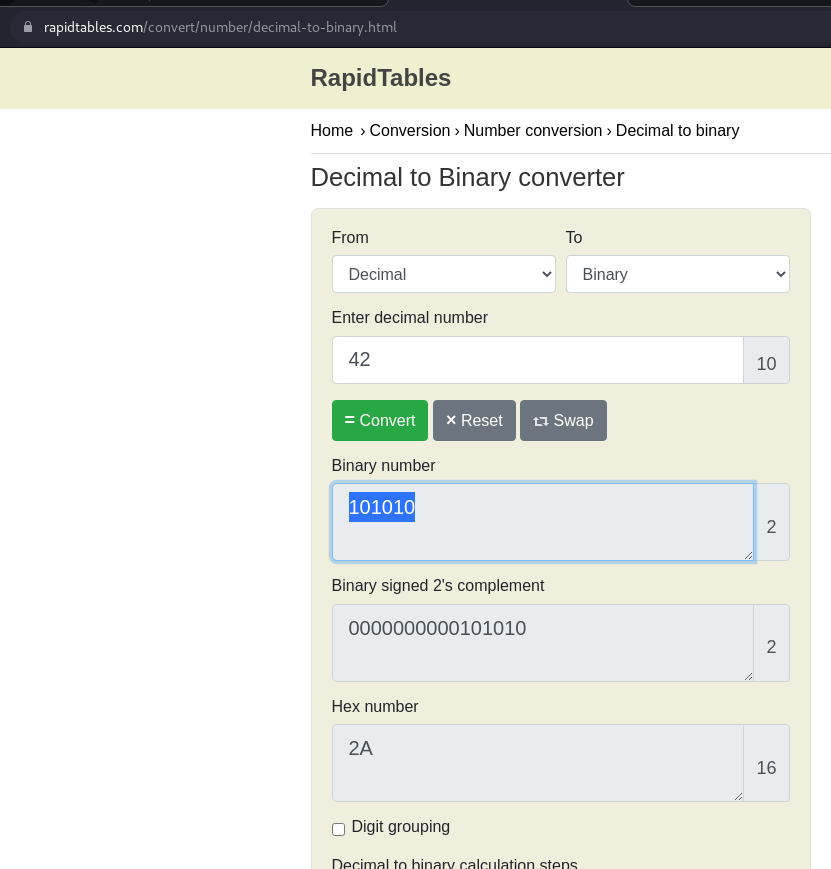 rapidtables.com/convert/number/decimal-to-binary.html
RapidTables
Home › Conversion › Number conversion › Decimal to binary
Decimal to Binary converter
From To
Decimal Binary
Enter decimal number
42 10
= Convert × Reset Swap
Binary number
101010
2
Binary signed 2's complement
0000000000101010
2
Hex number
2A
16
Digit grouping
Decimal to binary calculation steps